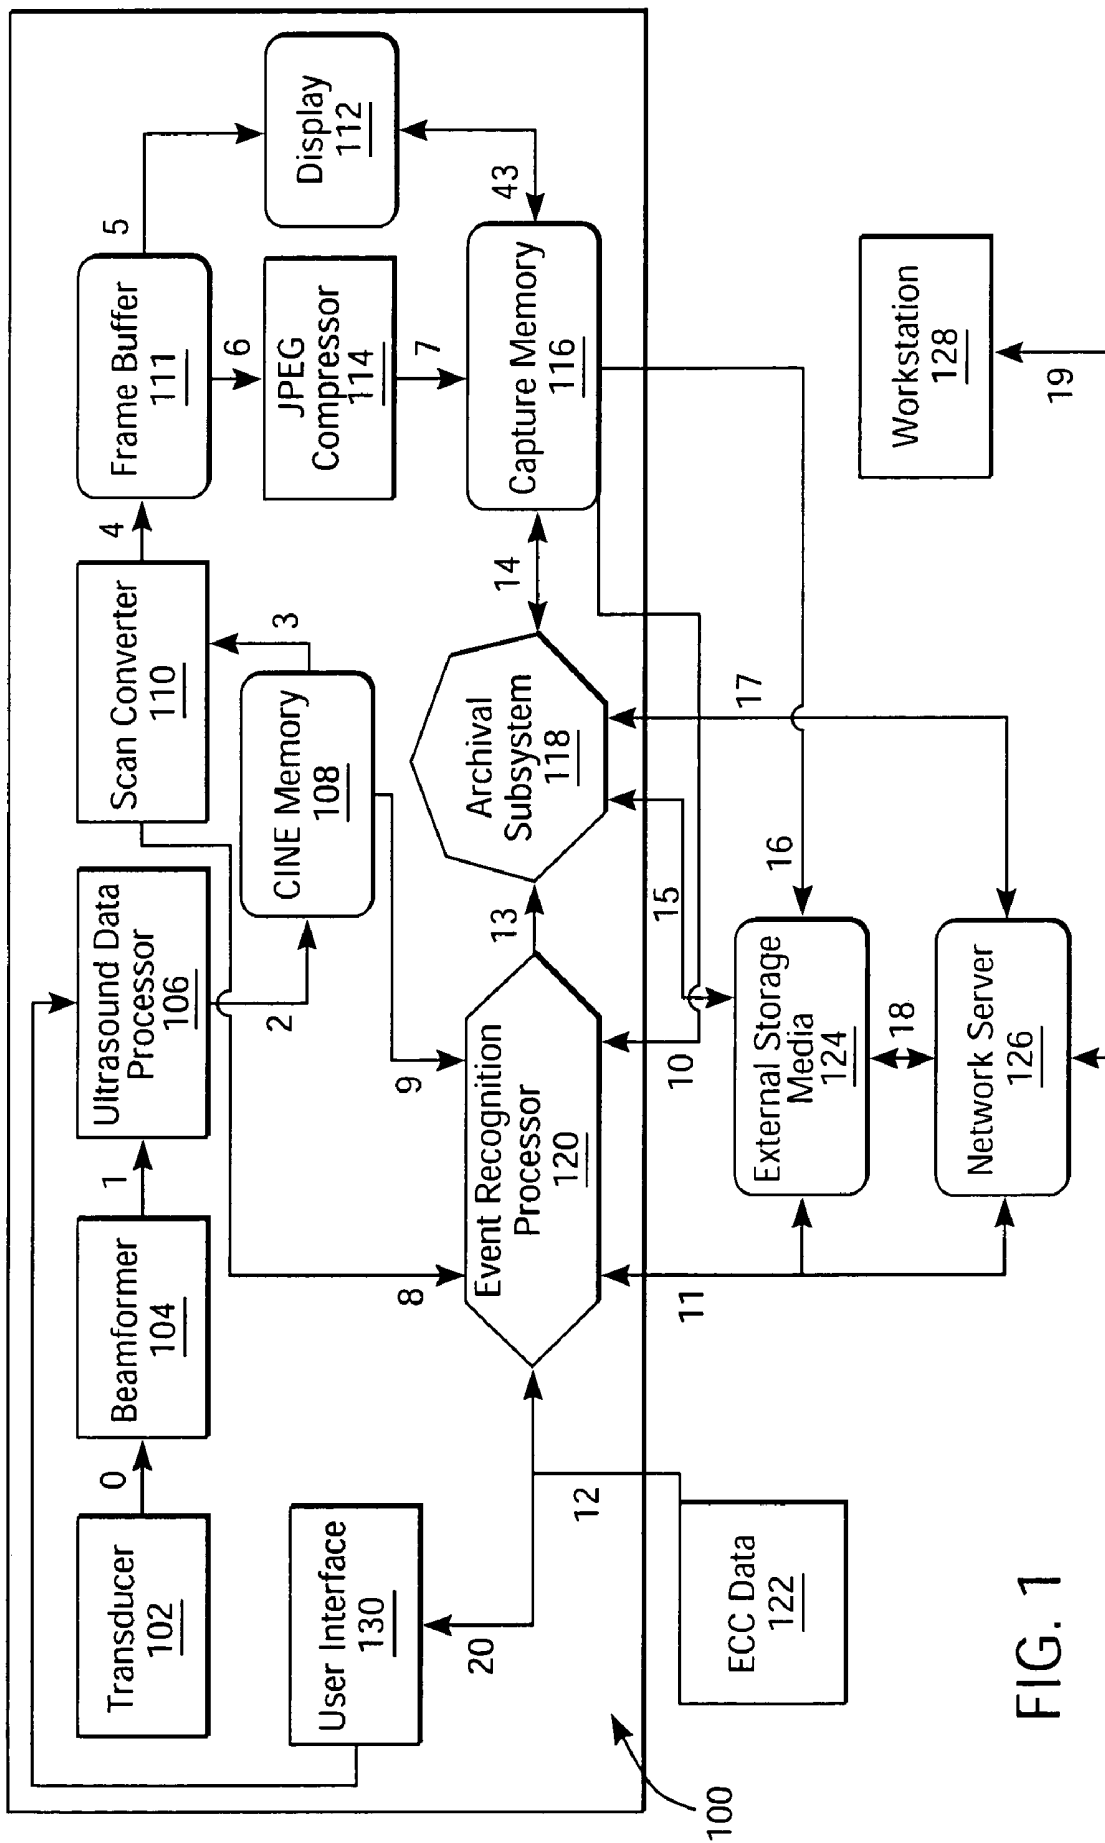 Transducer
102
0
Beamformer
104
1
Ultrasound Data
Processor
106
2
Scan Converter
110
3
4
Frame Buffer
111
5
6
Display
112
JPEG
Compressor
114
7
43
CINE Memory
108
User Interface
130
20
8
9
Event Recognition
Processor
120
13
Archival
Subsystem
118
14
Capture Memory
116
12
11
10
15
17
16
ECC Data
122
External Storage
Media
124
18
Network Server
126
Workstation
128
19
100
FIG. 1